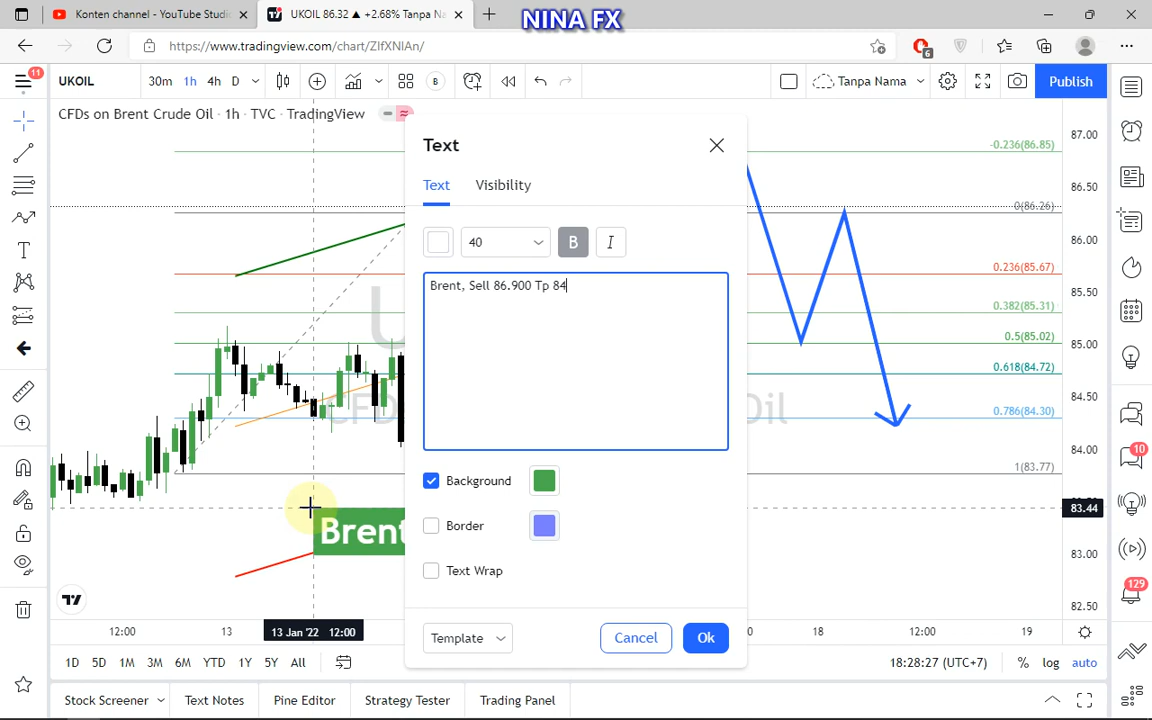 NINA FX
Konten channel - YouTube Studio
UKOIL 86.32 ▲ +2.68% Tanpa Na
https://www.tradingview.com/chart/ZIfXNIAn/
6
11
UKOIL
30m 1h 4h D
B
Tanpa Nama
Publish
CFDs on Brent Crude Oil · 1h · TVC · TradingView
Text
Text Visibility
40
B I
Brent, Sell 86.900 Tp 84
Background
Border
Text Wrap
Template
Cancel
Ok
Brent
-0.236(86.85)
0(86.26)
0.236(85.67)
0.382(85.31)
0.5(85.02)
0.618(84.72)
0.786(84.30)
1(83.77)
87.00
86.50
86.00
85.50
85.00
84.50
84.00
83.44
83.00
82.50
10
129
12:00 13 13 Jan '22 12:00 18 12:00 19
1D 5D 1M 3M 6M YTD 1Y 5Y All
18:28:27 (UTC+7) % log auto
Stock Screener Text Notes Pine Editor Strategy Tester Trading Panel